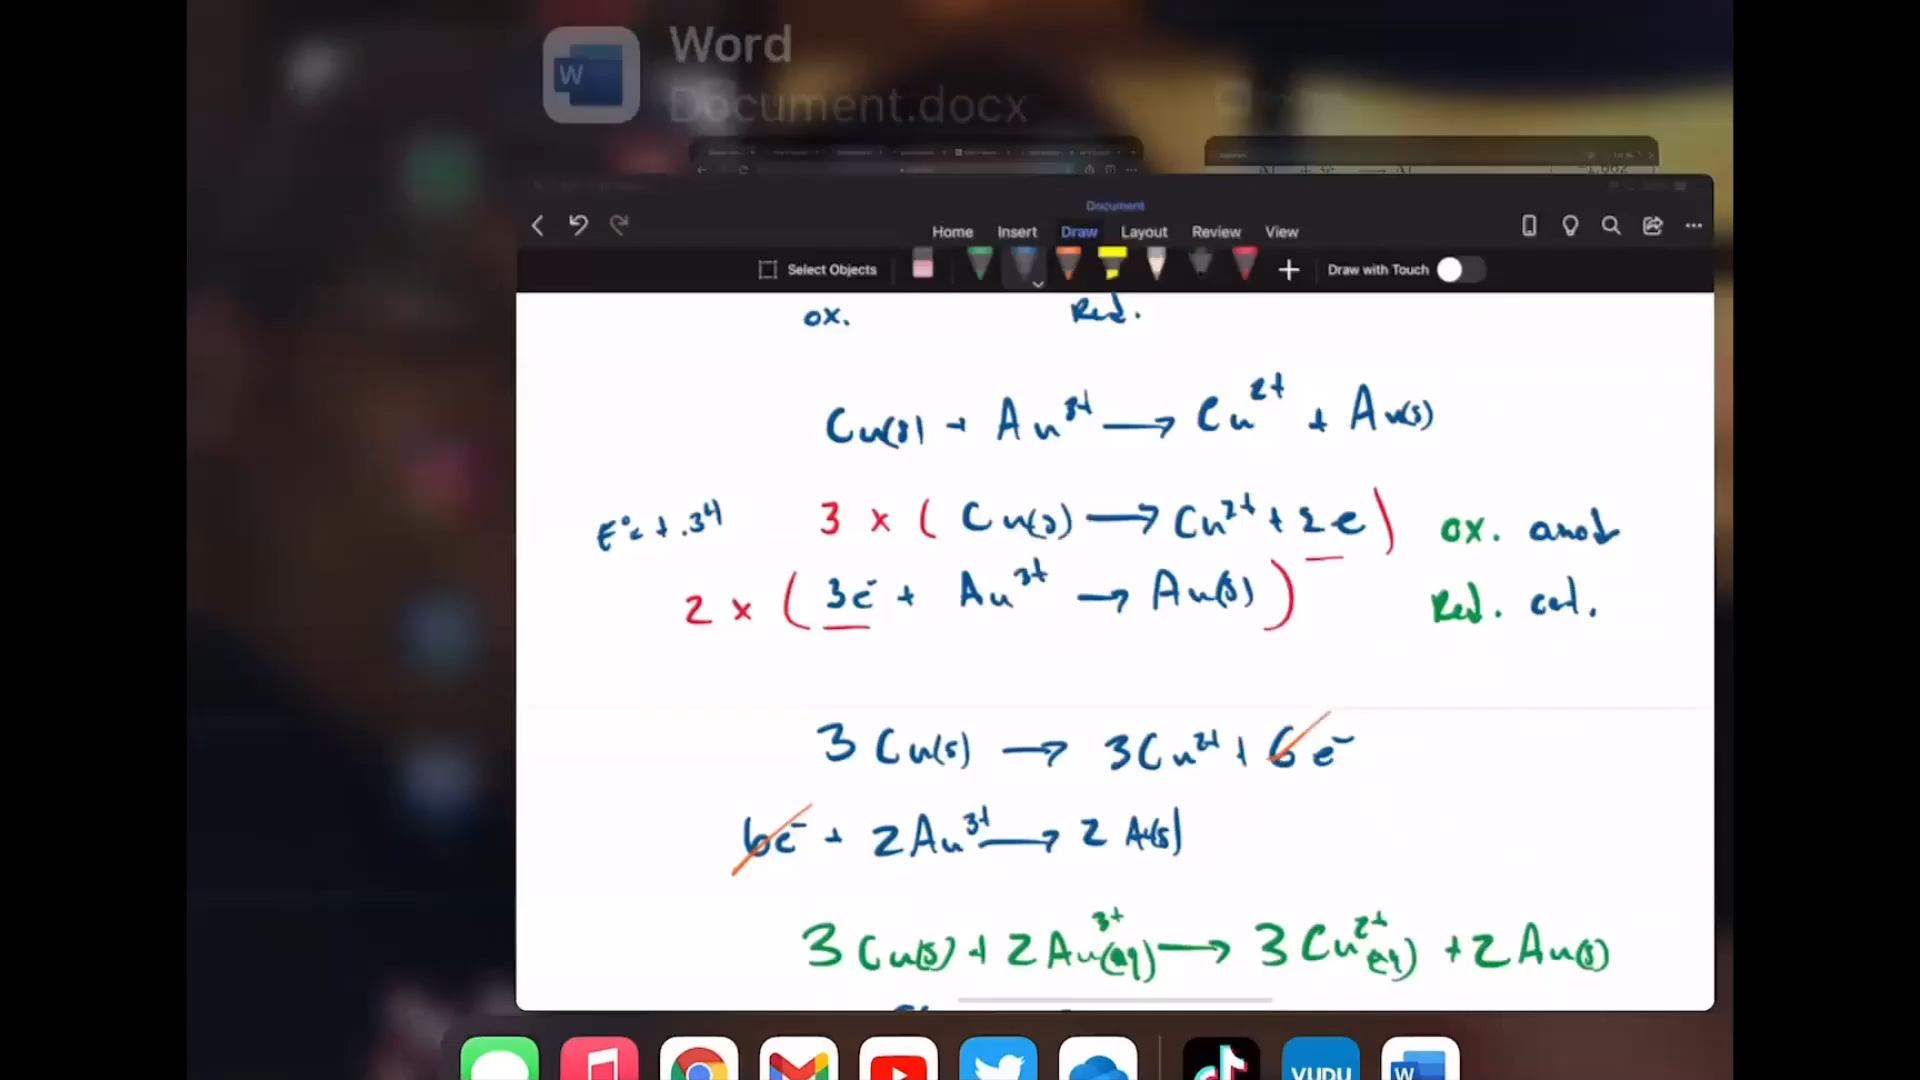 Word
Document.docx
Document
Home Insert Draw Layout Review View
Select Objects
Draw with Touch
ox. Red.
Cu(s) + Au³⁺ → Cu²⁺ + Au(s)
E° = + .34 3 x ( Cu(s) → Cu²⁺ + 2e ) ox. anod
2 x ( 3e⁻ + Au³⁺ → Au(s) ) Red. cat.
3 Cu(s) → 3Cu²⁺ + 6e⁻
6e⁻ + 2Au³⁺ → 2 Au(s)
3 Cu(s) + 2Au³⁺(aq) → 3 Cu²⁺(aq) + 2 Au(s)
YUDU
W